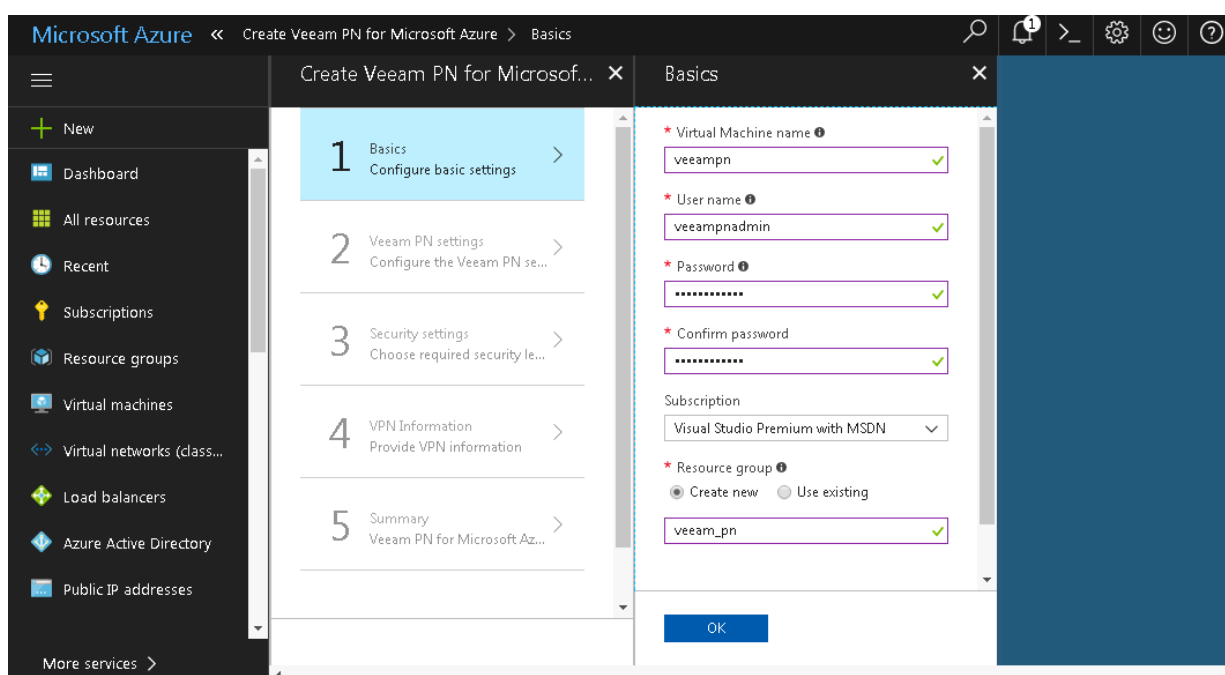 Microsoft Azure « Create Veeam PN for Microsoft Azure > Basics
1
New
Dashboard
All resources
Recent
Subscriptions
Resource groups
Virtual machines
Virtual networks (class...
Load balancers
Azure Active Directory
Public IP addresses
More services >
Create Veeam PN for Microsof...
1
Basics
Configure basic settings
2
Veeam PN settings
Configure the Veeam PN se...
3
Security settings
Choose required security le...
4
VPN Information
Provide VPN information
5
Summary
Veeam PN for Microsoft Az...
Basics
* Virtual Machine name
veeampn
* User name
veeampnadmin
* Password
••••••••••••
* Confirm password
••••••••••••
Subscription
Visual Studio Premium with MSDN
* Resource group
Create new Use existing
veeam_pn
OK